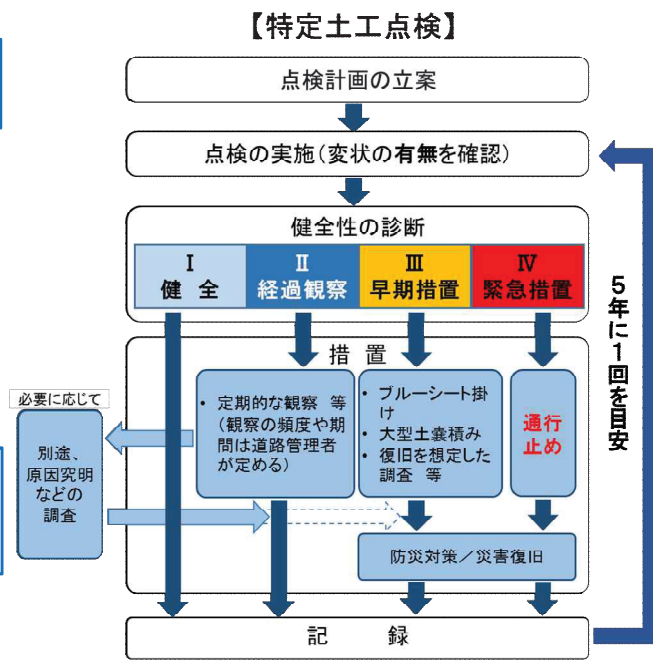 【特定土工点検】
点検計画の立案
点検の実施(変状の有無を確認)
健全性の診断
Ⅰ
健 全
Ⅱ
経過観察
Ⅲ
早期措置
Ⅳ
緊急措置
5年に1回を目安
措 置
• 定期的な観察 等
(観察の頻度や期
間は道路管理者
が定める)
• ブルーシート掛
け
• 大型土嚢積み
• 復旧を想定した
調査 等
通行
止め
必要に応じて
別途、
原因究明
などの
調査
防災対策/災害復旧
記 録